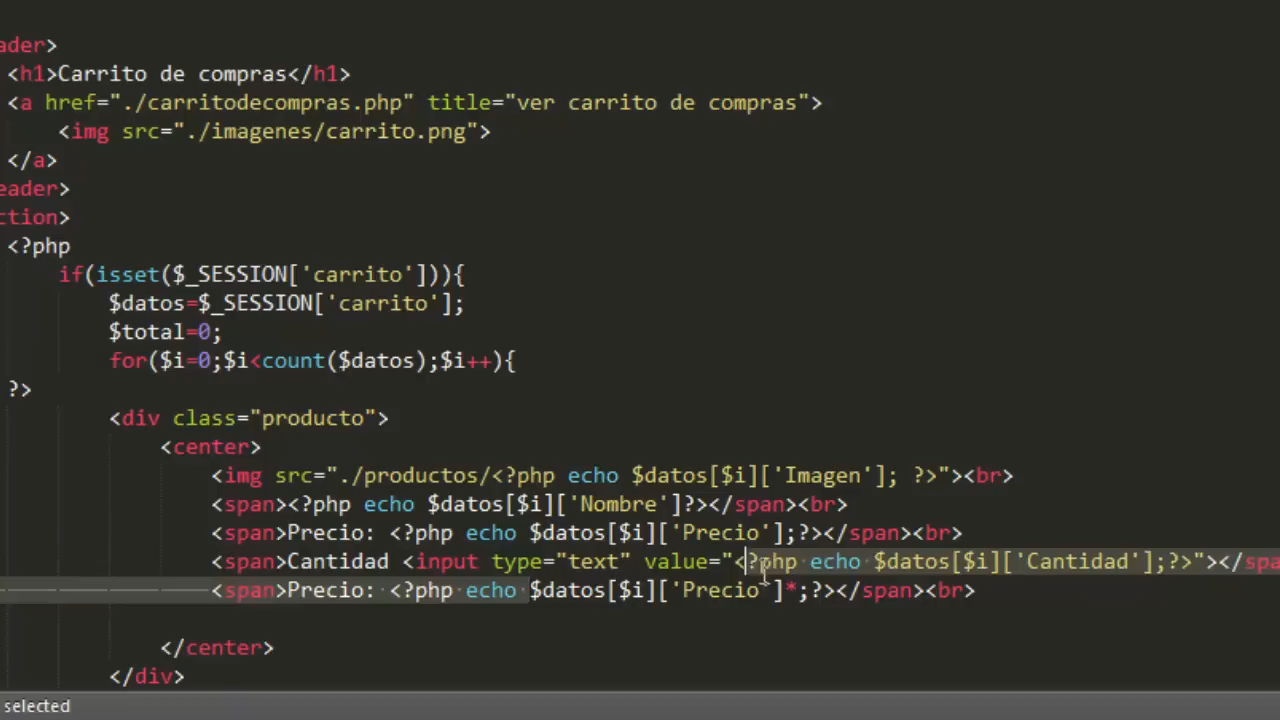 ader>
<h1>Carrito de compras</h1>
<a href="./carritodecompras.php" title="ver carrito de compras">
<img src="./imagenes/carrito.png">
</a>
eader>
ction>
<?php
if(isset($_SESSION['carrito'])){
$datos=$_SESSION['carrito'];
$total=0;
for($i=0;$i<count($datos);$i++){
?>
<div class="producto">
<center>
<img src="./productos/<?php echo $datos[$i]['Imagen']; ?>"><br>
<span><?php echo $datos[$i]['Nombre']?></span><br>
<span>Precio: <?php echo $datos[$i]['Precio'];?></span><br>
<span>Cantidad <input type="text" value="<?php echo $datos[$i]['Cantidad'];?>"></spa
<span>Precio: <?php echo $datos[$i]['Precio']*;?></span><br>
</center>
</div>
selected